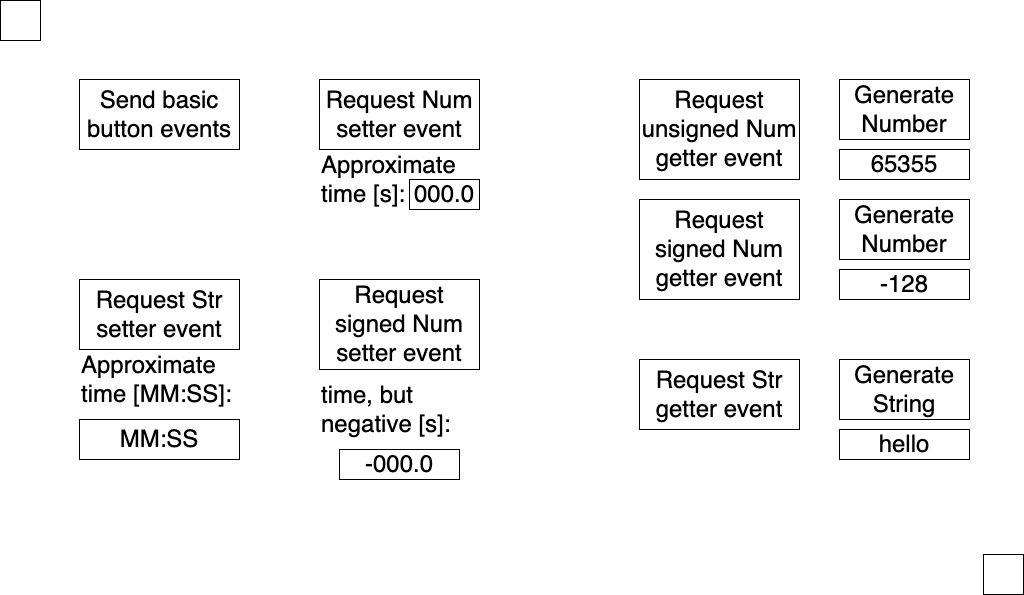 Send basic
button events
Request Num
setter event
Approximate
time [s]: 000.0
Request
unsigned Num
getter event
Generate
Number
65355
Request
signed Num
getter event
Generate
Number
-128
Request Str
setter event
Approximate
time [MM:SS]:
MM:SS
Request
signed Num
setter event
time, but
negative [s]:
-000.0
Request Str
getter event
Generate
String
hello